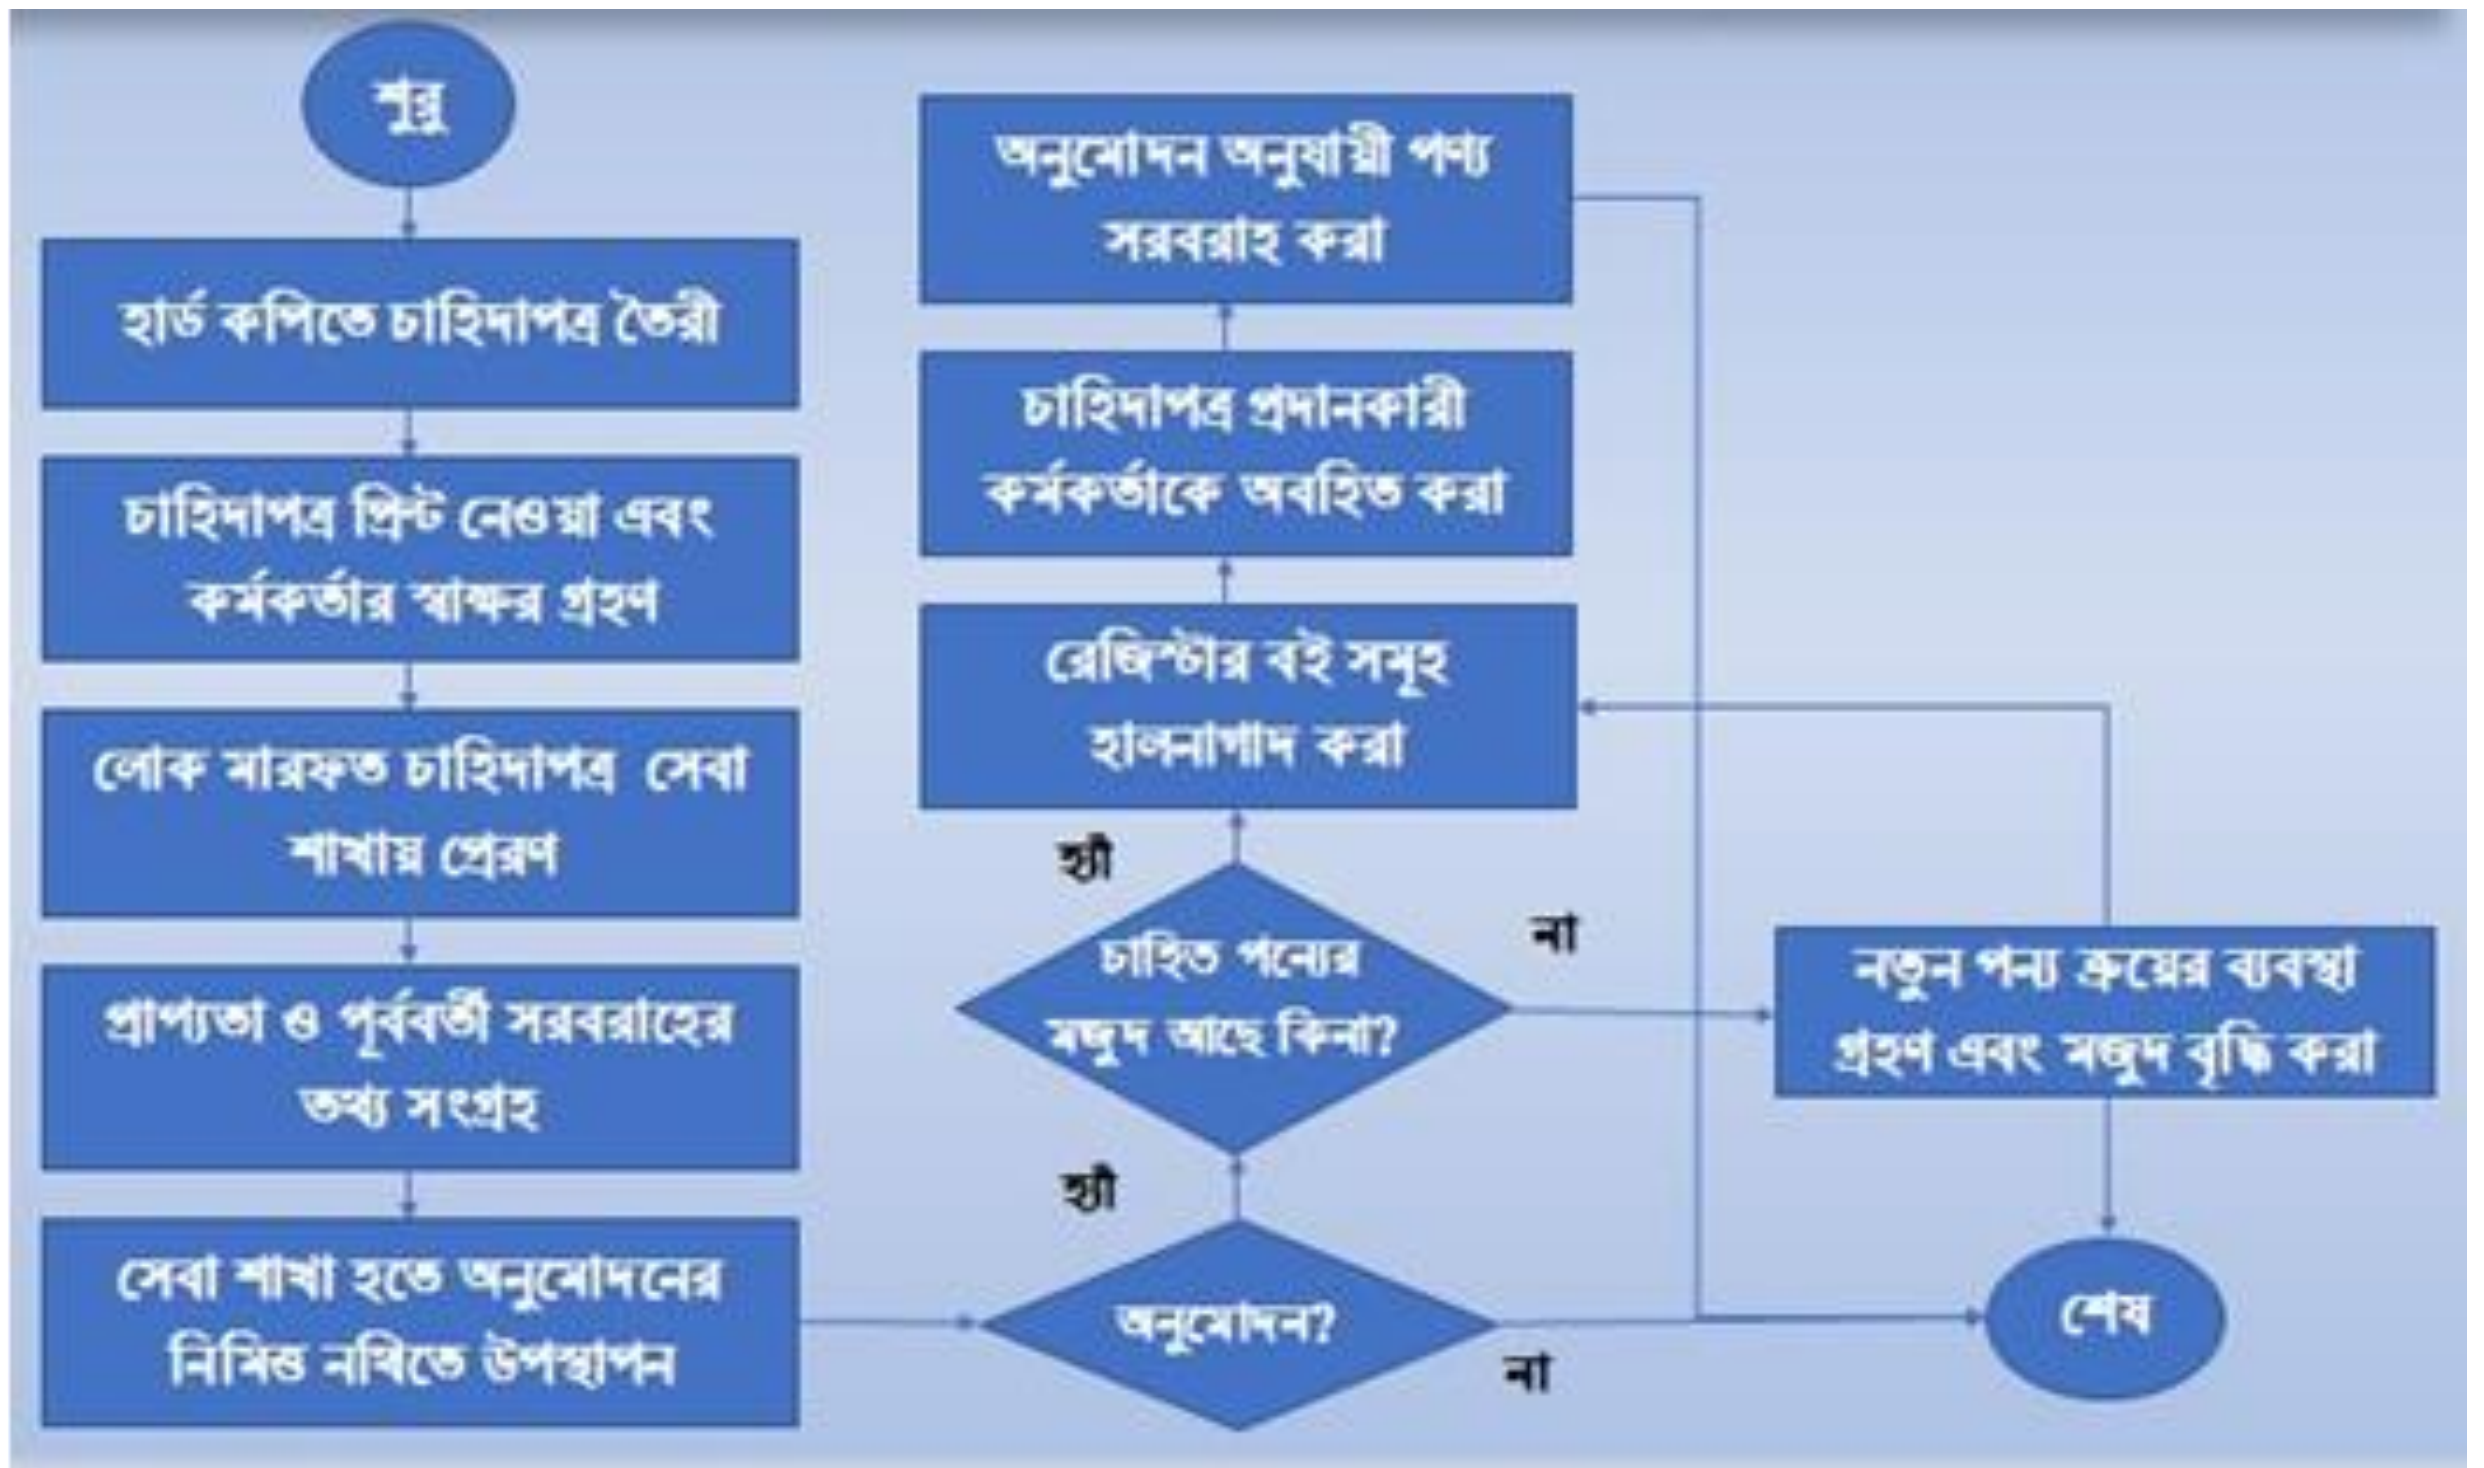 শুরু
হার্ড কপিতে চাহিদাপত্র তৈরী
চাহিদাপত্র প্রিন্ট নেওয়া এবং
কর্মকর্তার স্বাক্ষর গ্রহণ
লোক মারফত চাহিদাপত্র সেবা
শাখায় প্রেরণ
প্রাপ্যতা ও পূর্ববর্তী সরবরাহের
তথ্য সংগ্রহ
সেবা শাখা হতে অনুমোদনের
নিমিত্ত নথিতে উপস্থাপন
অনুমোদন?
হ্যাঁ
না
চাহিত পন্যের
মজুদ আছে কিনা?
হ্যাঁ
না
রেজিস্টার বই সমূহ
হালনাগাদ করা
চাহিদাপত্র প্রদানকারী
কর্মকর্তাকে অবহিত করা
অনুমোদন অনুযায়ী পণ্য
সরবরাহ করা
নতুন পন্য ক্রয়ের ব্যবস্থা
গ্রহণ এবং মজুদ বৃদ্ধি করা
শেষ